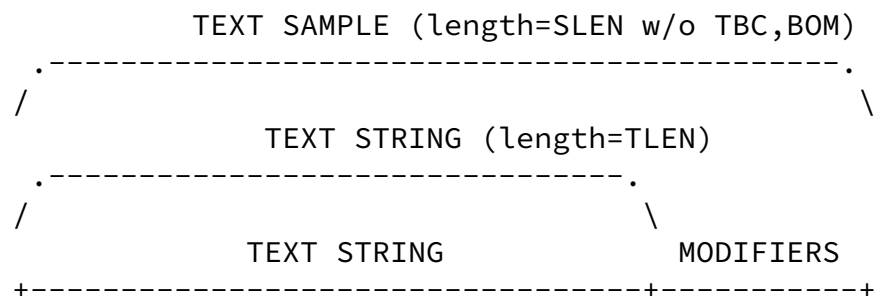 TEXT SAMPLE (length=SLEN w/o TBC,BOM)
.--------------------------------------------.
/ \
TEXT STRING (length=TLEN)
.--------------------------------.
/ \
TEXT STRING MODIFIERS
+----------------------------------+-----------+